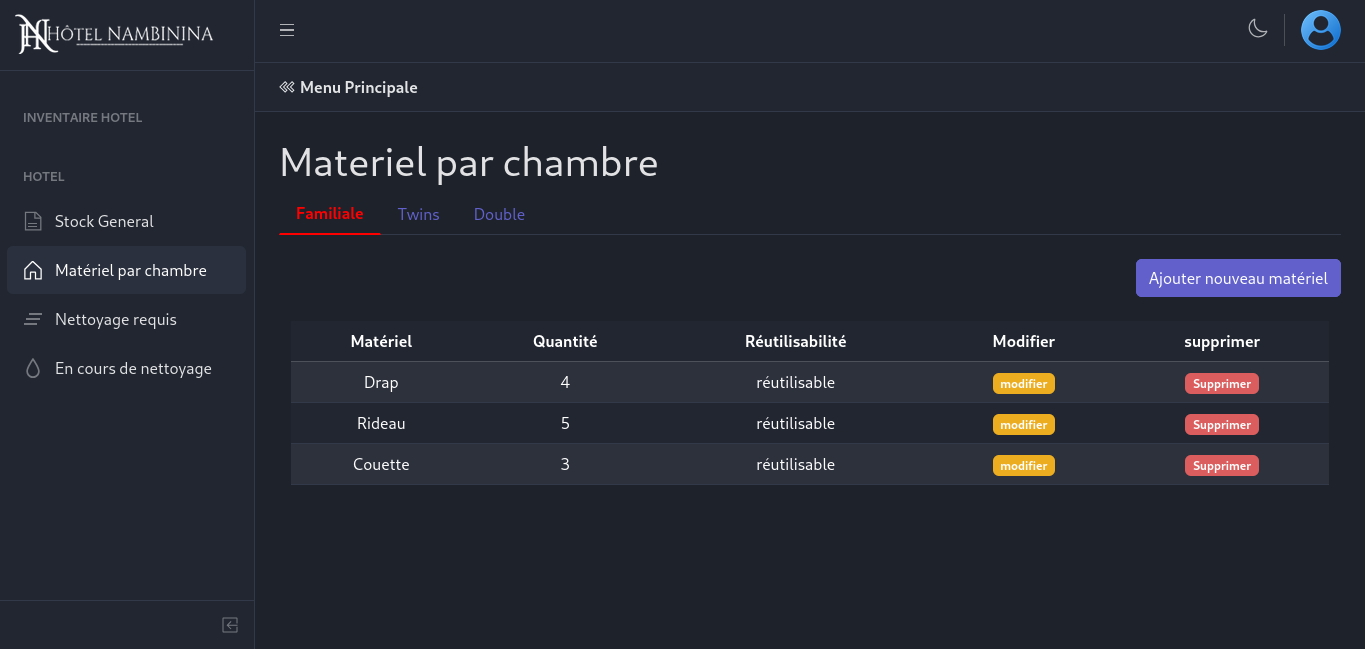 HÔTEL NAMBININA
INVENTAIRE HOTEL
HOTEL
Stock General
Matériel par chambre
Nettoyage requis
En cours de nettoyage
Menu Principale
Materiel par chambre
Familiale Twins Double
Ajouter nouveau matériel
Matériel Quantité Réutilisabilité Modifier supprimer
Drap 4 réutilisable modifier Supprimer
Rideau 5 réutilisable modifier Supprimer
Couette 3 réutilisable modifier Supprimer